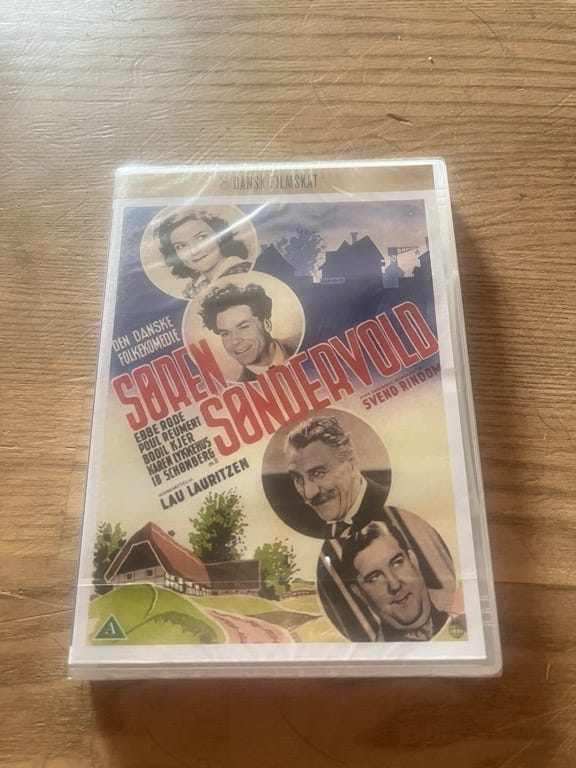 DANSK FILMSKAT
DEN DANSKE
FOLKEKOMEDIE
SØREN
SØNDERVOLD
EBBE RODE
POUL REUMERT
BODIL KJER
KAREN LYKKEHUS
IB SCHØNBERG
LAU LAURITZEN
SVEND RINDOM
A